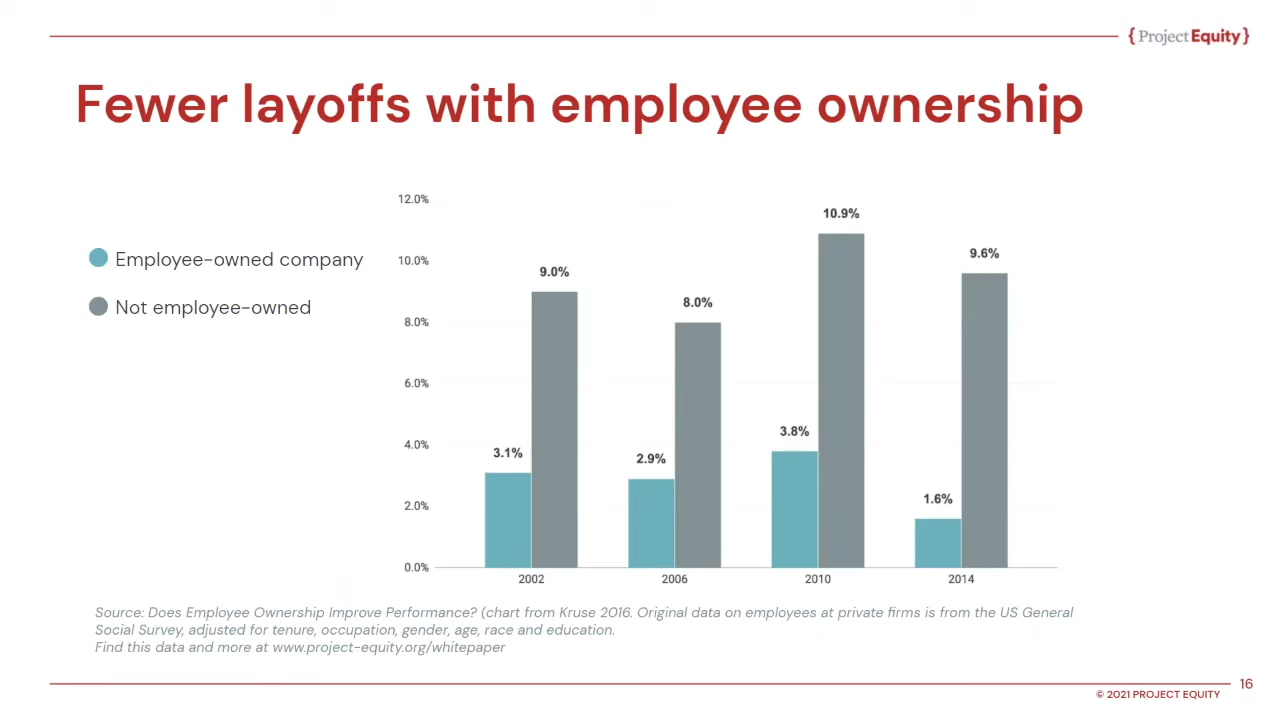 {ProjectEquity}
Fewer layoffs with employee ownership
Employee-owned company
Not employee-owned
12.0%
10.0%
8.0%
6.0%
4.0%
2.0%
0.0%
3.1%
9.0%
2.9%
8.0%
3.8%
10.9%
1.6%
9.6%
2002
2006
2010
2014
Source: Does Employee Ownership Improve Performance? (chart from Kruse 2016. Original data on employees at private firms is from the US General
Social Survey, adjusted for tenure, occupation, gender, age, race and education.
Find this data and more at www.project-equity.org/whitepaper
16
© 2021 PROJECT EQUITY